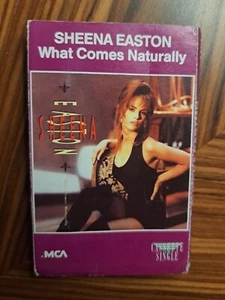 SHEENA EASTON
What Comes Naturally
EASTON
SHEENA
MCA
CASSETTE
SINGLE